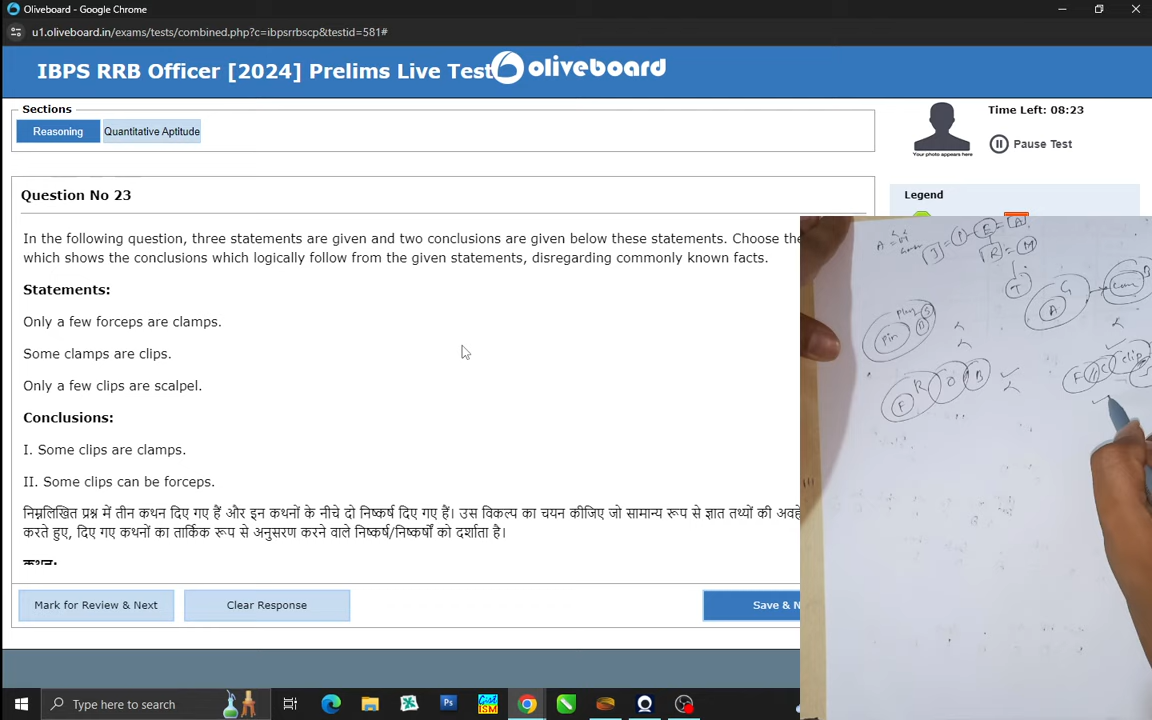 Oliveboard - Google Chrome
u1.oliveboard.in/exams/tests/combined.php?c=ibpsrrbscp&testid=581#
IBPS RRB Officer [2024] Prelims Live Test
oliveboard
Sections
Reasoning
Quantitative Aptitude
Time Left: 08:23
Your photo appears here
Pause Test
Legend
Question No 23
In the following question, three statements are given and two conclusions are given below these statements. Choose the
which shows the conclusions which logically follow from the given statements, disregarding commonly known facts.
Statements:
Only a few forceps are clamps.
Some clamps are clips.
Only a few clips are scalpel.
Conclusions:
I. Some clips are clamps.
II. Some clips can be forceps.
निम्नलिखित प्रश्न में तीन कथन दिए गए हैं और इन कथनों के नीचे दो निष्कर्ष दिए गए हैं। उस विकल्प का चयन कीजिए जो सामान्य रूप से ज्ञात तथ्यों की अवहे
करते हुए, दिए गए कथनों का तार्किक रूप से अनुसरण करने वाले निष्कर्ष/निष्कर्षों को दर्शाता है।
कथन:
Mark for Review & Next
Clear Response
Save & N
J = I - E = A
R = M
T
G
A
B
Play
S
Pin
F
R
O
B
F
C
clip
S
Type here to search